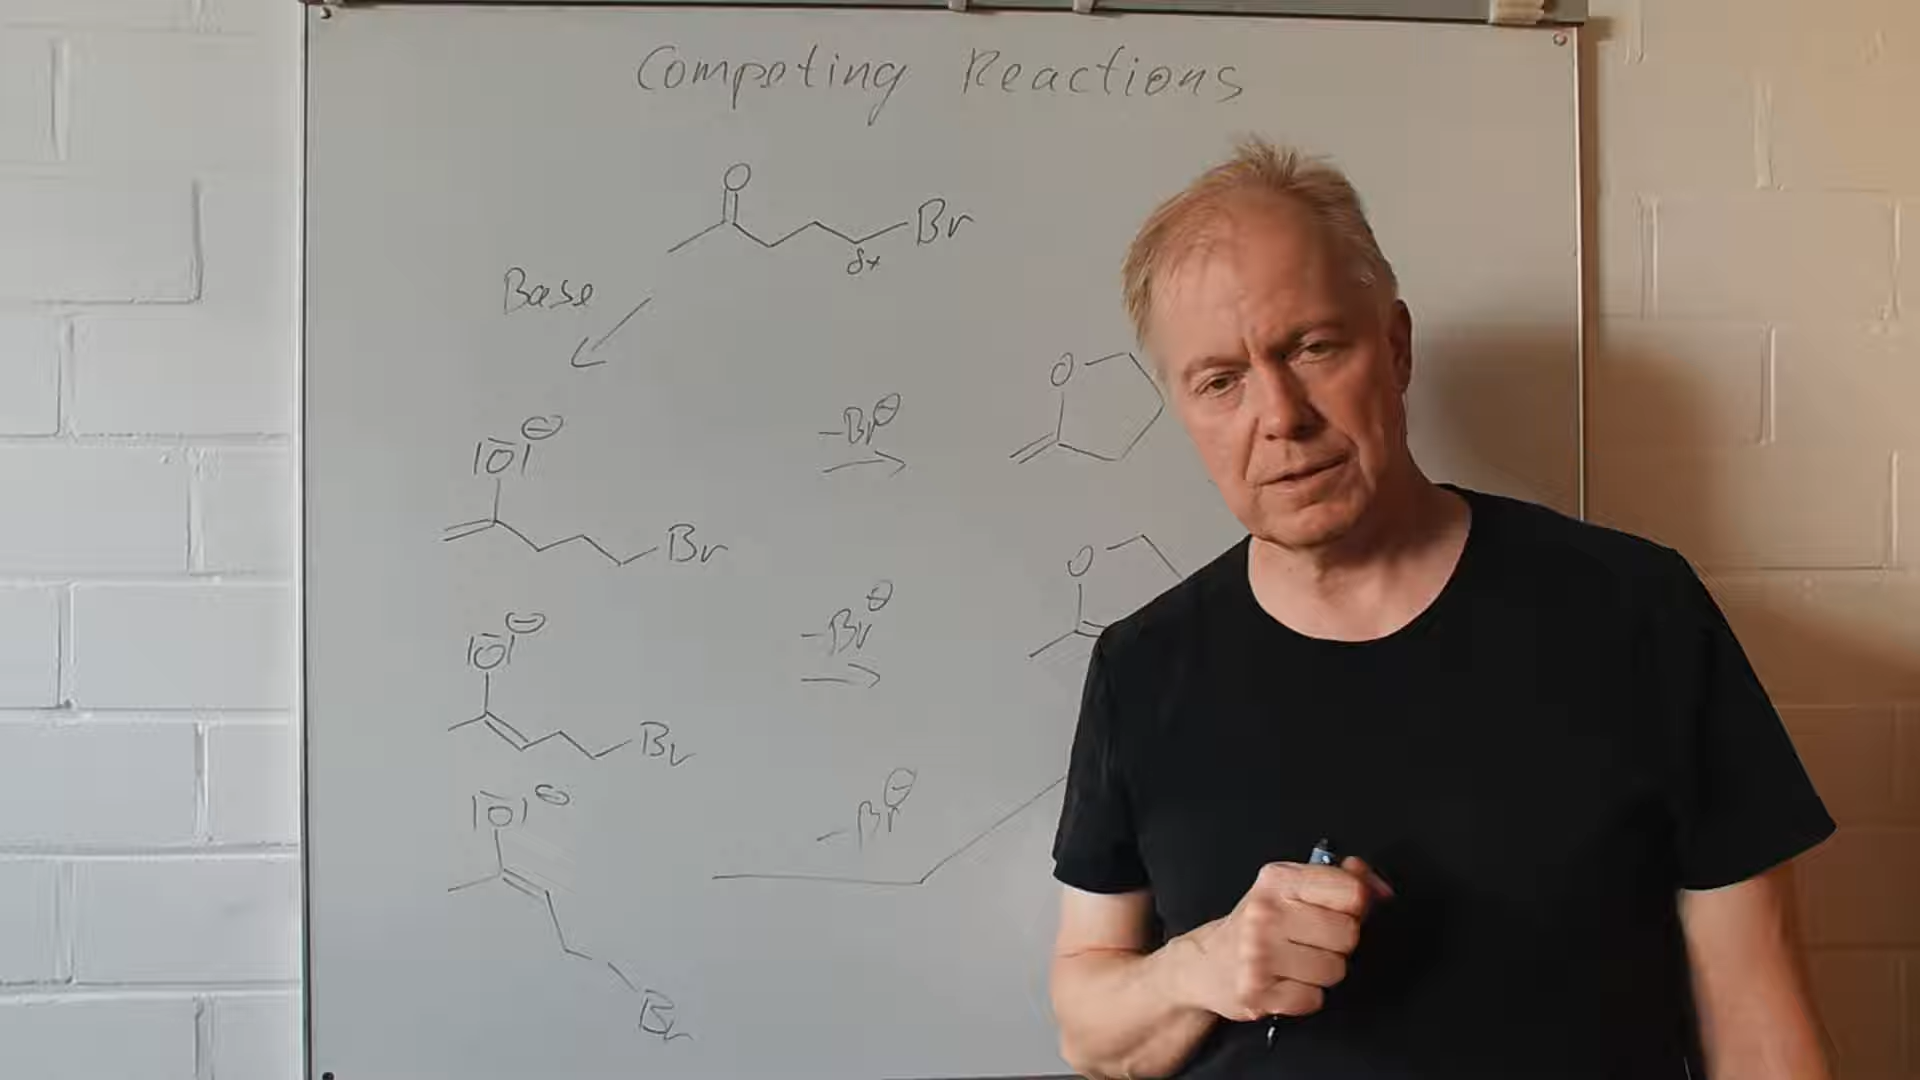 Competing Reactions
O
Br
δ+
Base
|O| ⊖
-Br ⊖
O
Br
|O| ⊖
-Br ⊖
O
Br
|O| ⊖
-Br ⊖
Br